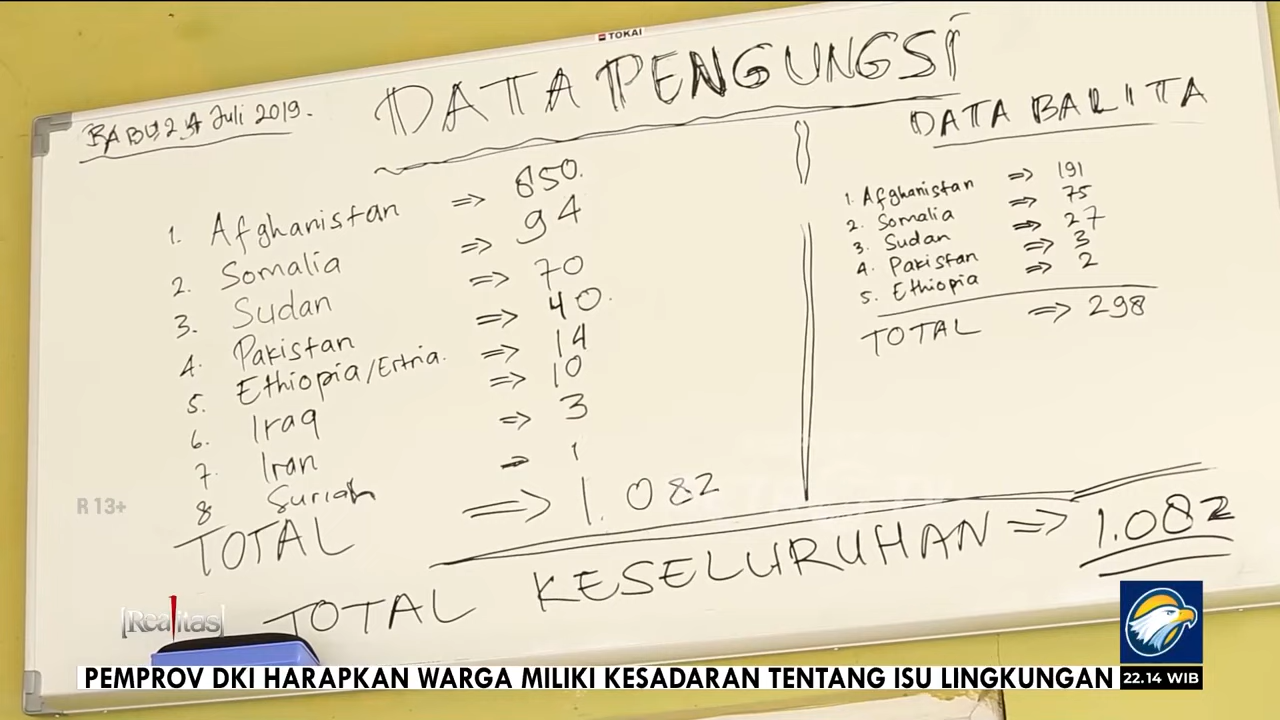 TOKAI
RABU 24 Juli 2019.
DATA PENGUNGSI
1. Afghanistan => 850.
2. Somalia => 94
3. Sudan => 70
4. Pakistan => 40.
5. Ethiopia/Ertria. => 14
6. Iraq => 10
7. Iran => 3
8 Suriah - 1
TOTAL => 1.082
DATA BALITA
1. Afghanistan => 191
2. Somalia => 75
3. Sudan => 27
4. Pakistan => 3
5. Ethiopia => 2
TOTAL => 298
TOTAL KESELURUHAN => 1.082
R 13+
[Realitas]
PEMPROV DKI HARAPKAN WARGA MILIKI KESADARAN TENTANG ISU LINGKUNGAN
22.14 WIB